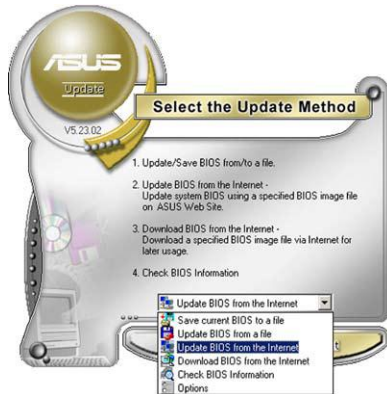 ASUS
Update
V5.23.02
Select the Update Method
1. Update/Save BIOS from/to a file.
2. Update BIOS from the Internet -
Update system BIOS using a specified BIOS image file
on ASUS Web Site.
3. Download BIOS from the Internet -
Download a specified BIOS image file via Internet for
later usage.
4. Check BIOS Information
Update BIOS from the Internet
Save current BIOS to a file
Update BIOS from a file
Update BIOS from the Internet
Download BIOS from the Internet
Check BIOS Information
Options